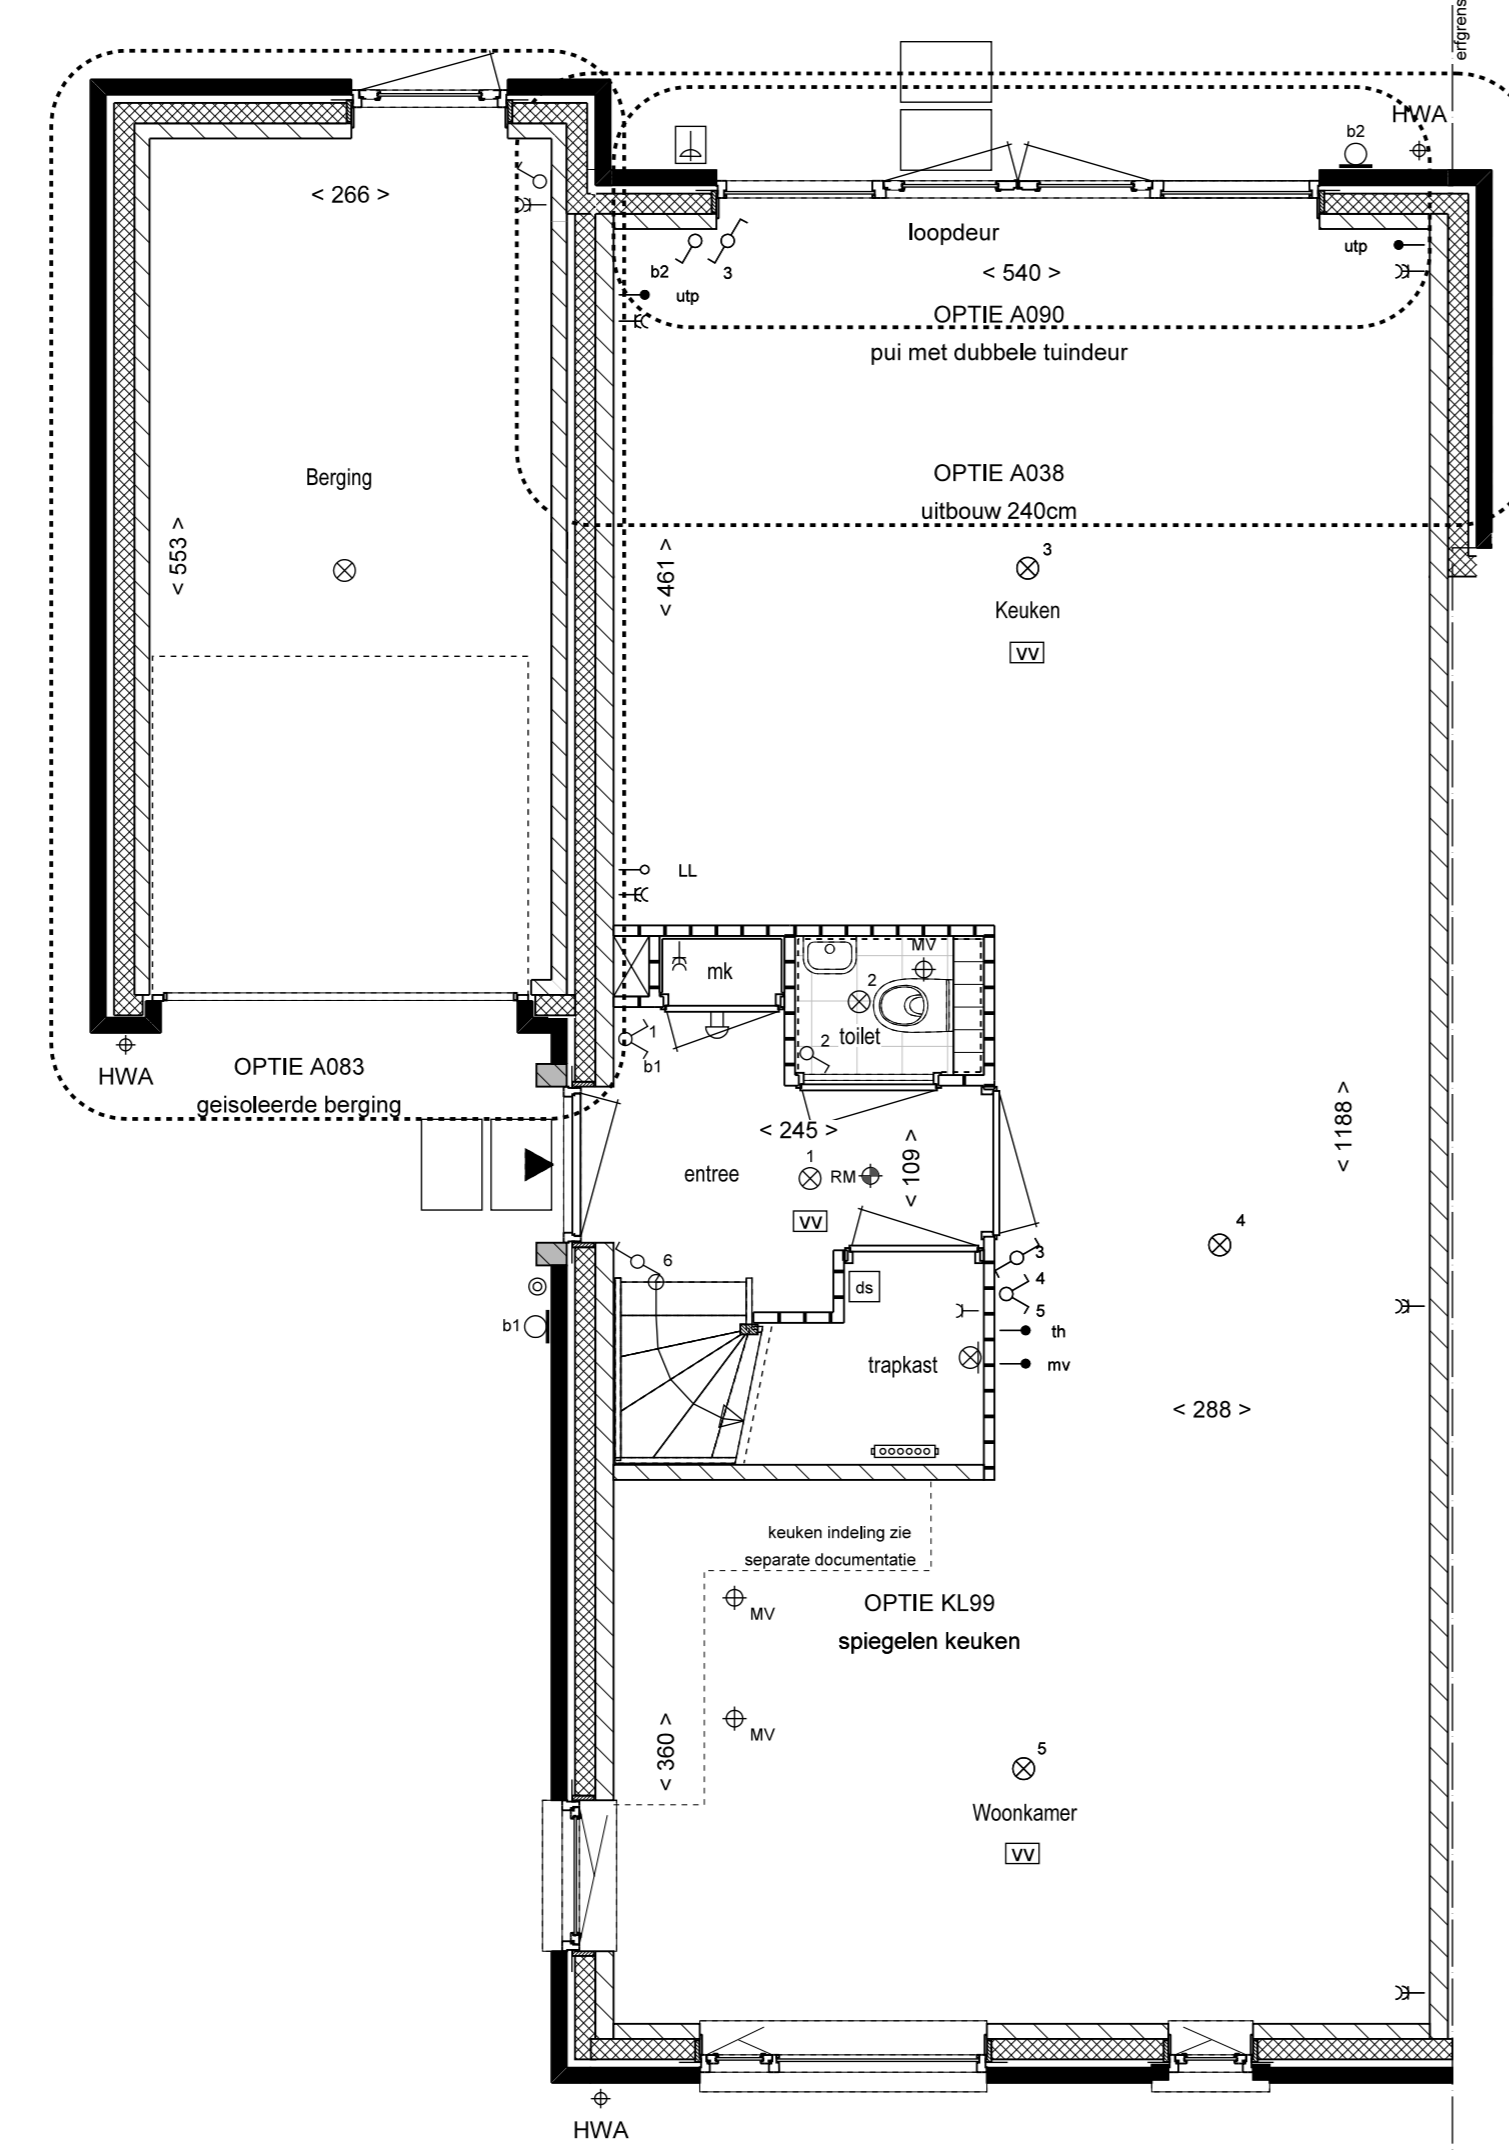 erfgrens
HWA
b2
< 266 >
loopdeur
b2
3
utp
< 540 >
utp
OPTIE A090
pui met dubbele tuindeur
Berging
OPTIE A038
uitbouw 240cm
< 553 >
< 461 >
3
Keuken
VV
LL
mk
MV
2
toilet
2
1
b1
HWA
OPTIE A083
geisoleerde berging
< 245 >
< 109 >
< 1188 >
entree
1
RM
VV
6
ds
3
4
5
4
b1
th
mv
trapkast
< 288 >
keuken indeling zie
separate documentatie
MV
OPTIE KL99
spiegelen keuken
MV
< 360 >
5
Woonkamer
VV
HWA